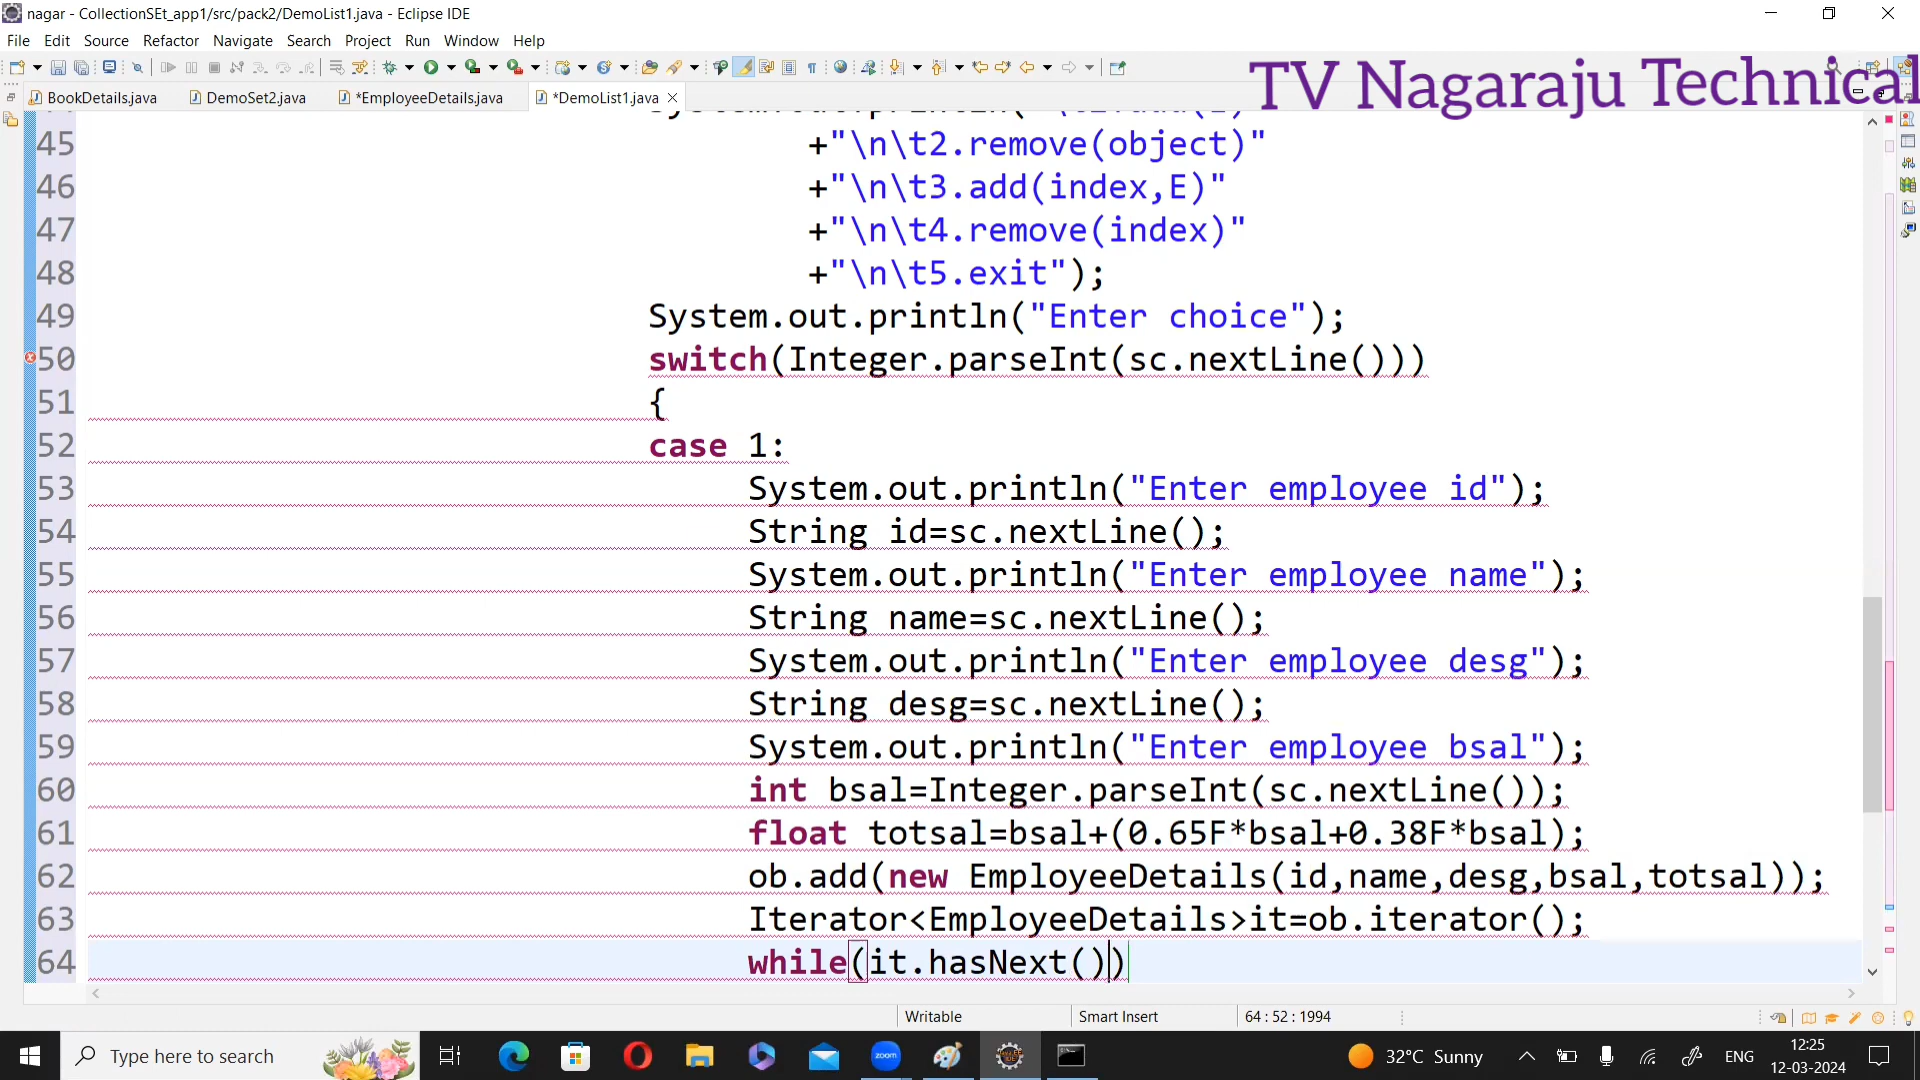 nagar - CollectionSEt_app1/src/pack2/DemoList1.java - Eclipse IDE
File Edit Source Refactor Navigate Search Project Run Window Help
TV Nagaraju Technical
BookDetails.java DemoSet2.java *EmployeeDetails.java *DemoList1.java
45 +"\n\t2.remove(object)"
46 +"\n\t3.add(index,E)"
47 +"\n\t4.remove(index)"
48 +"\n\t5.exit");
49 System.out.println("Enter choice");
50 switch(Integer.parseInt(sc.nextLine()))
51 {
52 case 1:
53 System.out.println("Enter employee id");
54 String id=sc.nextLine();
55 System.out.println("Enter employee name");
56 String name=sc.nextLine();
57 System.out.println("Enter employee desg");
58 String desg=sc.nextLine();
59 System.out.println("Enter employee bsal");
60 int bsal=Integer.parseInt(sc.nextLine());
61 float totsal=bsal+(0.65F*bsal+0.38F*bsal);
62 ob.add(new EmployeeDetails(id,name,desg,bsal,totsal));
63 Iterator<EmployeeDetails>it=ob.iterator();
64 while(it.hasNext())
Writable Smart Insert 64 : 52 : 1994
Type here to search zoom 32°C Sunny ENG 12:25
12-03-2024